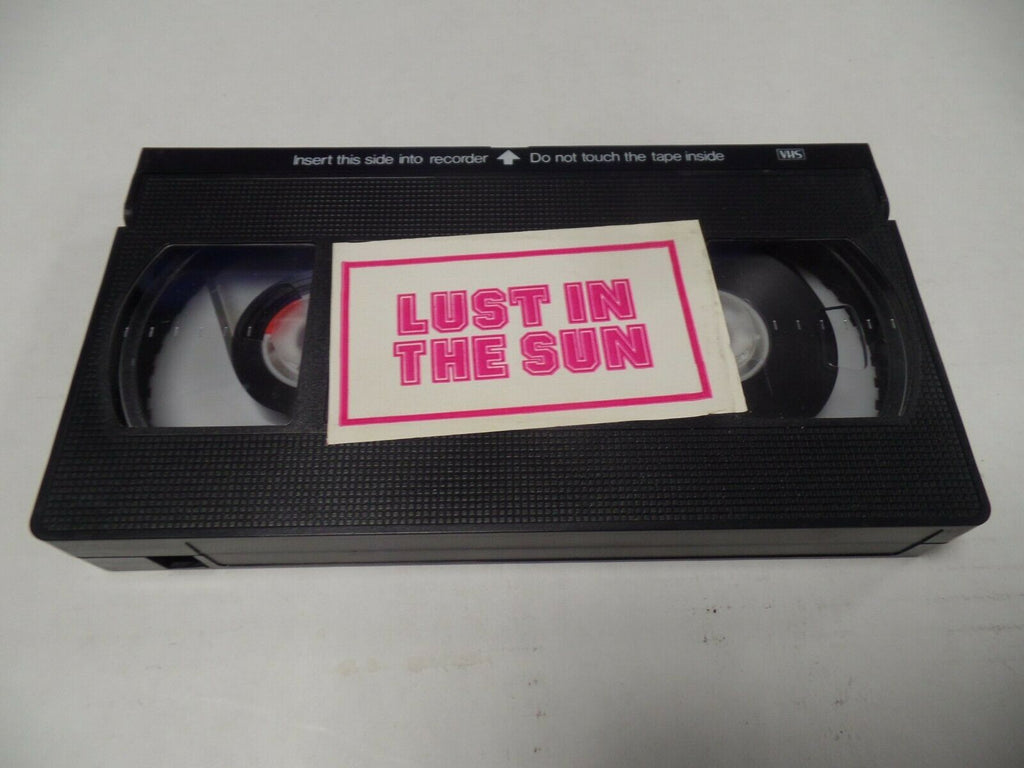 Insert this side into recorder Do not touch the tape inside VHS
LUST IN
THE SUN